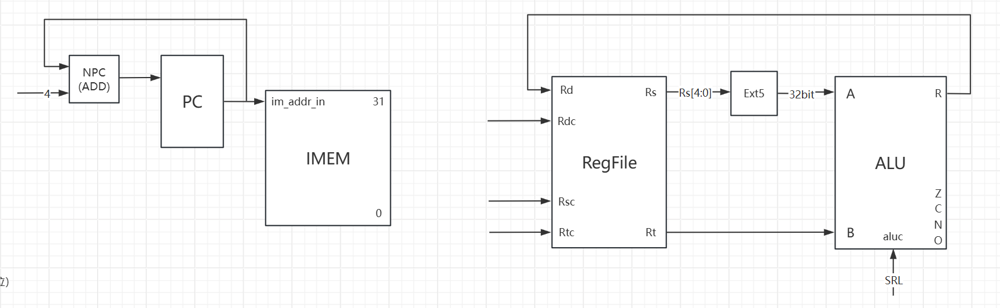 NPC
(ADD)
4
PC
im_addr_in
31
IMEM
0
Rd
Rs
Rdc
RegFile
Rsc
Rtc
Rt
Rs[4:0]
Ext5
32bit
A
R
ALU
Z
C
N
O
B
aluc
SRL
立)